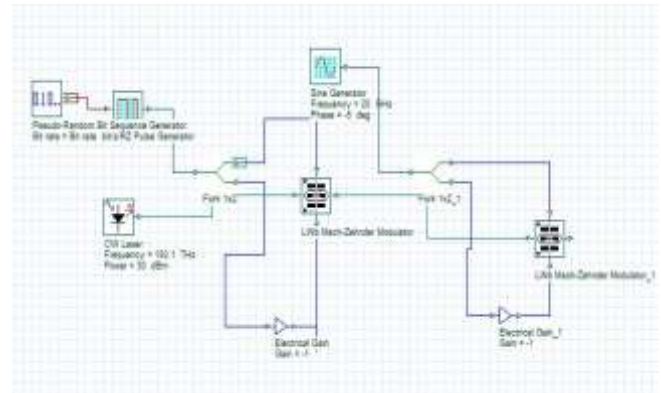 Sine Generator
Frequency = 20 GHz
Phase = -5 deg
Pseudo-Random Bit Sequence Generator
Bit rate = Bit rate bits/
RZ Pulse Generator
Fork 1x2
Fork 1x2_1
CW Laser
Frequency = 193.1 THz
Power = 30 dBm
LiNb Mach-Zehnder Modulator
LiNb Mach-Zehnder Modulator_1
Electrical Gain
Gain = -1
Electrical Gain_1
Gain = -1